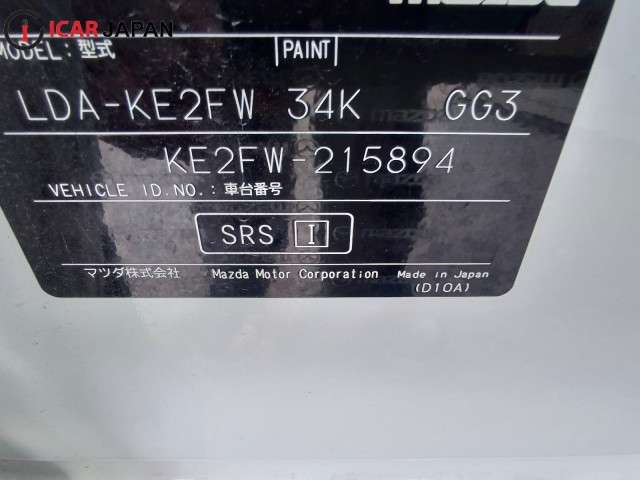 ICAR JAPAN
mazda
MODEL:型式 PAINT
LDA-KE2FW 34K GG3
KE2FW-215894
VEHICLE ID.NO.:車台番号
SRS I
マツダ株式会社 Mazda Motor Corporation Made in Japan
(D10A)